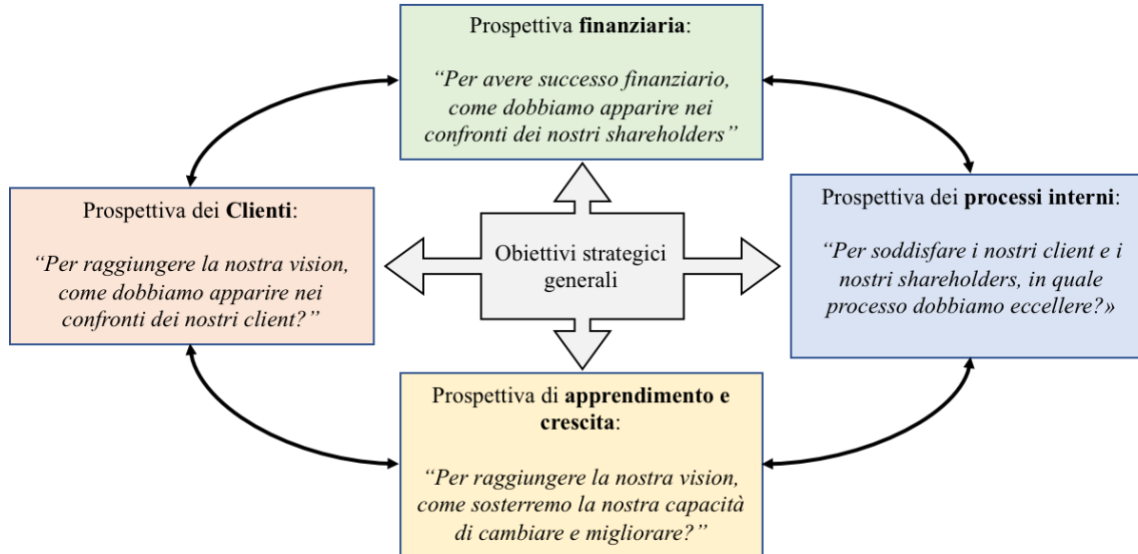 Prospettiva finanziaria:
“Per avere successo finanziario,
come dobbiamo apparire nei
confronti dei nostri shareholders”
Prospettiva dei Clienti:
“Per raggiungere la nostra vision,
come dobbiamo apparire nei
confronti dei nostri client?”
Obiettivi strategici
generali
Prospettiva dei processi interni:
“Per soddisfare i nostri client e i
nostri shareholders, in quale
processo dobbiamo eccellere?»
Prospettiva di apprendimento e
crescita:
“Per raggiungere la nostra vision,
come sosterremo la nostra capacità
di cambiare e migliorare?”